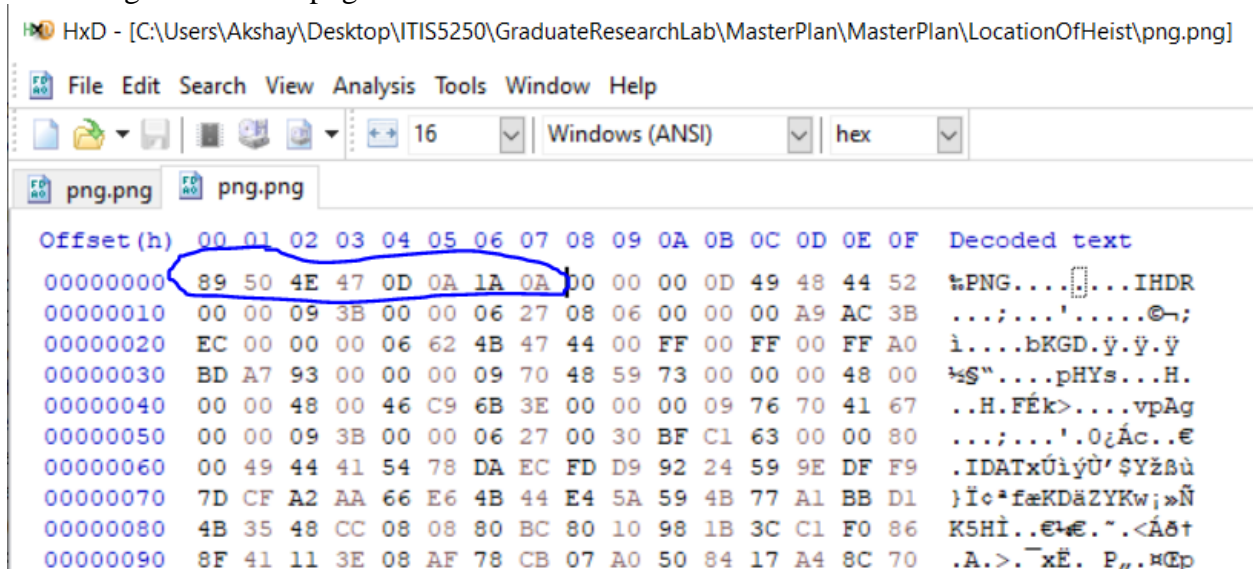 HxD - [C:\Users\Akshay\Desktop\ITIS5250\GraduateResearchLab\MasterPlan\MasterPlan\LocationOfHeist\png.png]
File Edit Search View Analysis Tools Window Help
16 Windows (ANSI) hex
png.png png.png
Offset(h) 00 01 02 03 04 05 06 07 08 09 0A 0B 0C 0D 0E 0F Decoded text
00000000 89 50 4E 47 0D 0A 1A 0A 00 00 00 0D 49 48 44 52 ‰PNG........IHDR
00000010 00 00 09 3B 00 00 06 27 08 06 00 00 00 A9 AC 3B ...;...'.....©¬;
00000020 EC 00 00 00 06 62 4B 47 44 00 FF 00 FF 00 FF A0 ì....bKGD.ÿ.ÿ.ÿ
00000030 BD A7 93 00 00 00 09 70 48 59 73 00 00 00 48 00 ½§“....pHYs...H.
00000040 00 00 48 00 46 C9 6B 3E 00 00 00 09 76 70 41 67 ..H.FÉk>....vpAg
00000050 00 00 09 3B 00 00 06 27 00 30 BF C1 63 00 00 80 ...;...'.0¿Ác..€
00000060 00 49 44 41 54 78 DA EC FD D9 92 24 59 9E DF F9 .IDATxÚìýÙ’$Yžßù
00000070 7D CF A2 AA 66 E6 4B 44 E4 5A 59 4B 77 A1 BB D1 }Ï¢ªfæKDäZYKw¡»Ñ
00000080 4B 35 48 CC 08 08 80 BC 80 10 98 1B 3C C1 F0 86 K5HÌ..€¼€.˜.<Áð†
00000090 8F 41 11 3E 08 AF 78 CB 07 A0 50 84 17 A4 8C 70 .A.>.¯xË. P„.¤Œp